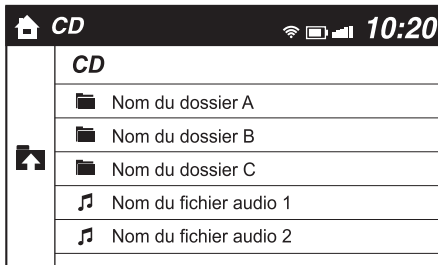 CD 10:20
CD
Nom du dossier A
Nom du dossier B
Nom du dossier C
Nom du fichier audio 1
Nom du fichier audio 2